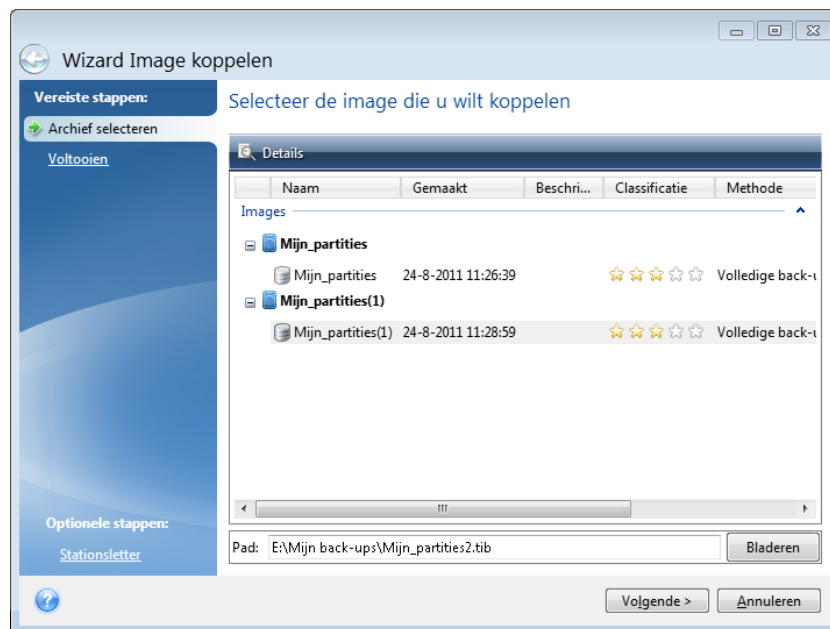 Wizard Image koppelen
Vereiste stappen:
Archief selecteren
Voltooien
Optionele stappen:
Stationsletter
Selecteer de image die u wilt koppelen
Details
Naam Gemaakt Beschri... Classificatie Methode
Images
Mijn_partities
Mijn_partities 24-8-2011 11:26:39 Volledige back-u
Mijn_partities(1)
Mijn_partities(1) 24-8-2011 11:28:59 Volledige back-u
Pad: E:\Mijn back-ups\Mijn_partities2.tib Bladeren
Volgende > Annuleren